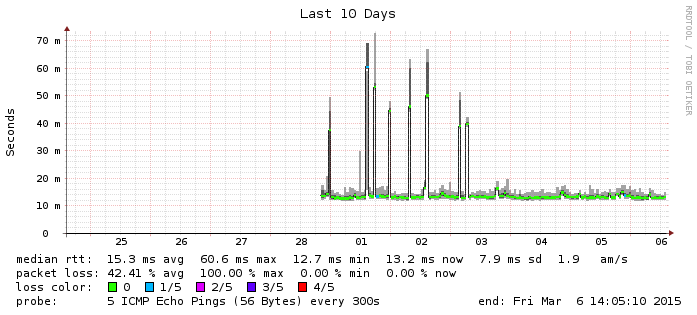 Last 10 Days
RRDTOOL / TOBI OETIKER
Seconds
70 m
60 m
50 m
40 m
30 m
20 m
10 m
0
25 26 27 28 01 02 03 04 05 06
median rtt: 15.3 ms avg 60.6 ms max 12.7 ms min 13.2 ms now 7.9 ms sd 1.9 am/s
packet loss: 42.41 % avg 100.00 % max 0.00 % min 0.00 % now
loss color: 0 1/5 2/5 3/5 4/5
probe: 5 ICMP Echo Pings (56 Bytes) every 300s end: Fri Mar 6 14:05:10 2015